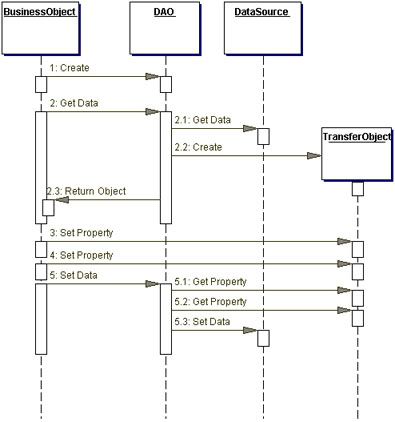 BusinessObject
DAO
DataSource
1: Create
2: Get Data
2.1: Get Data
2.2: Create
TransferObject
2.3: Return Object
3: Set Property
4: Set Property
5: Set Data
5.1: Get Property
5.2: Get Property
5.3: Set Data